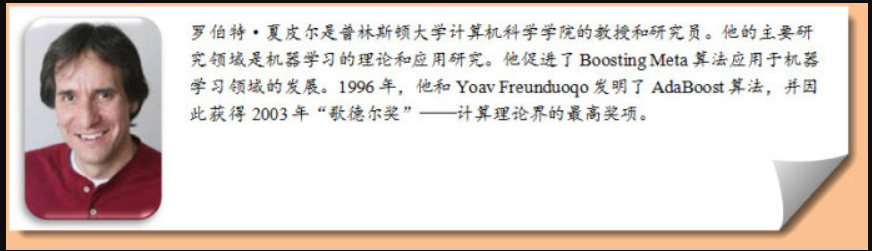 罗伯特·夏皮尔是普林斯顿大学计算机科学学院的教授和研究员。他的主要研
究领域是机器学习的理论和应用研究。他促进了 Boosting Meta 算法应用于机器
学习领域的发展。1996 年，他和 Yoav Freunduoqo 发明了 AdaBoost 算法，并因
此获得 2003 年“歌德尔奖”——计算理论界的最高奖项。